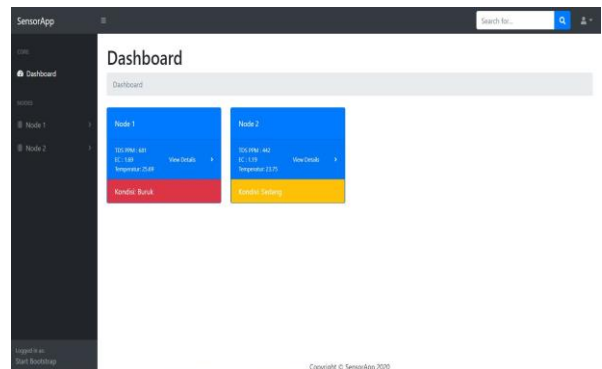 SensorApp
Search for...
CORE
Dashboard
NODES
Node 1
Node 2
Dashboard
Dashboard
Node 1
TDS PPM : 681
EC : 1.69
View Details
Temperatur: 25.69
Kondisi: Buruk
Node 2
TDS PPM : 442
EC : 1.19
View Details
Temperatur: 23.75
Kondisi: Sedang
Logged in as:
Start Bootstrap
Copyright © SensorApp 2020